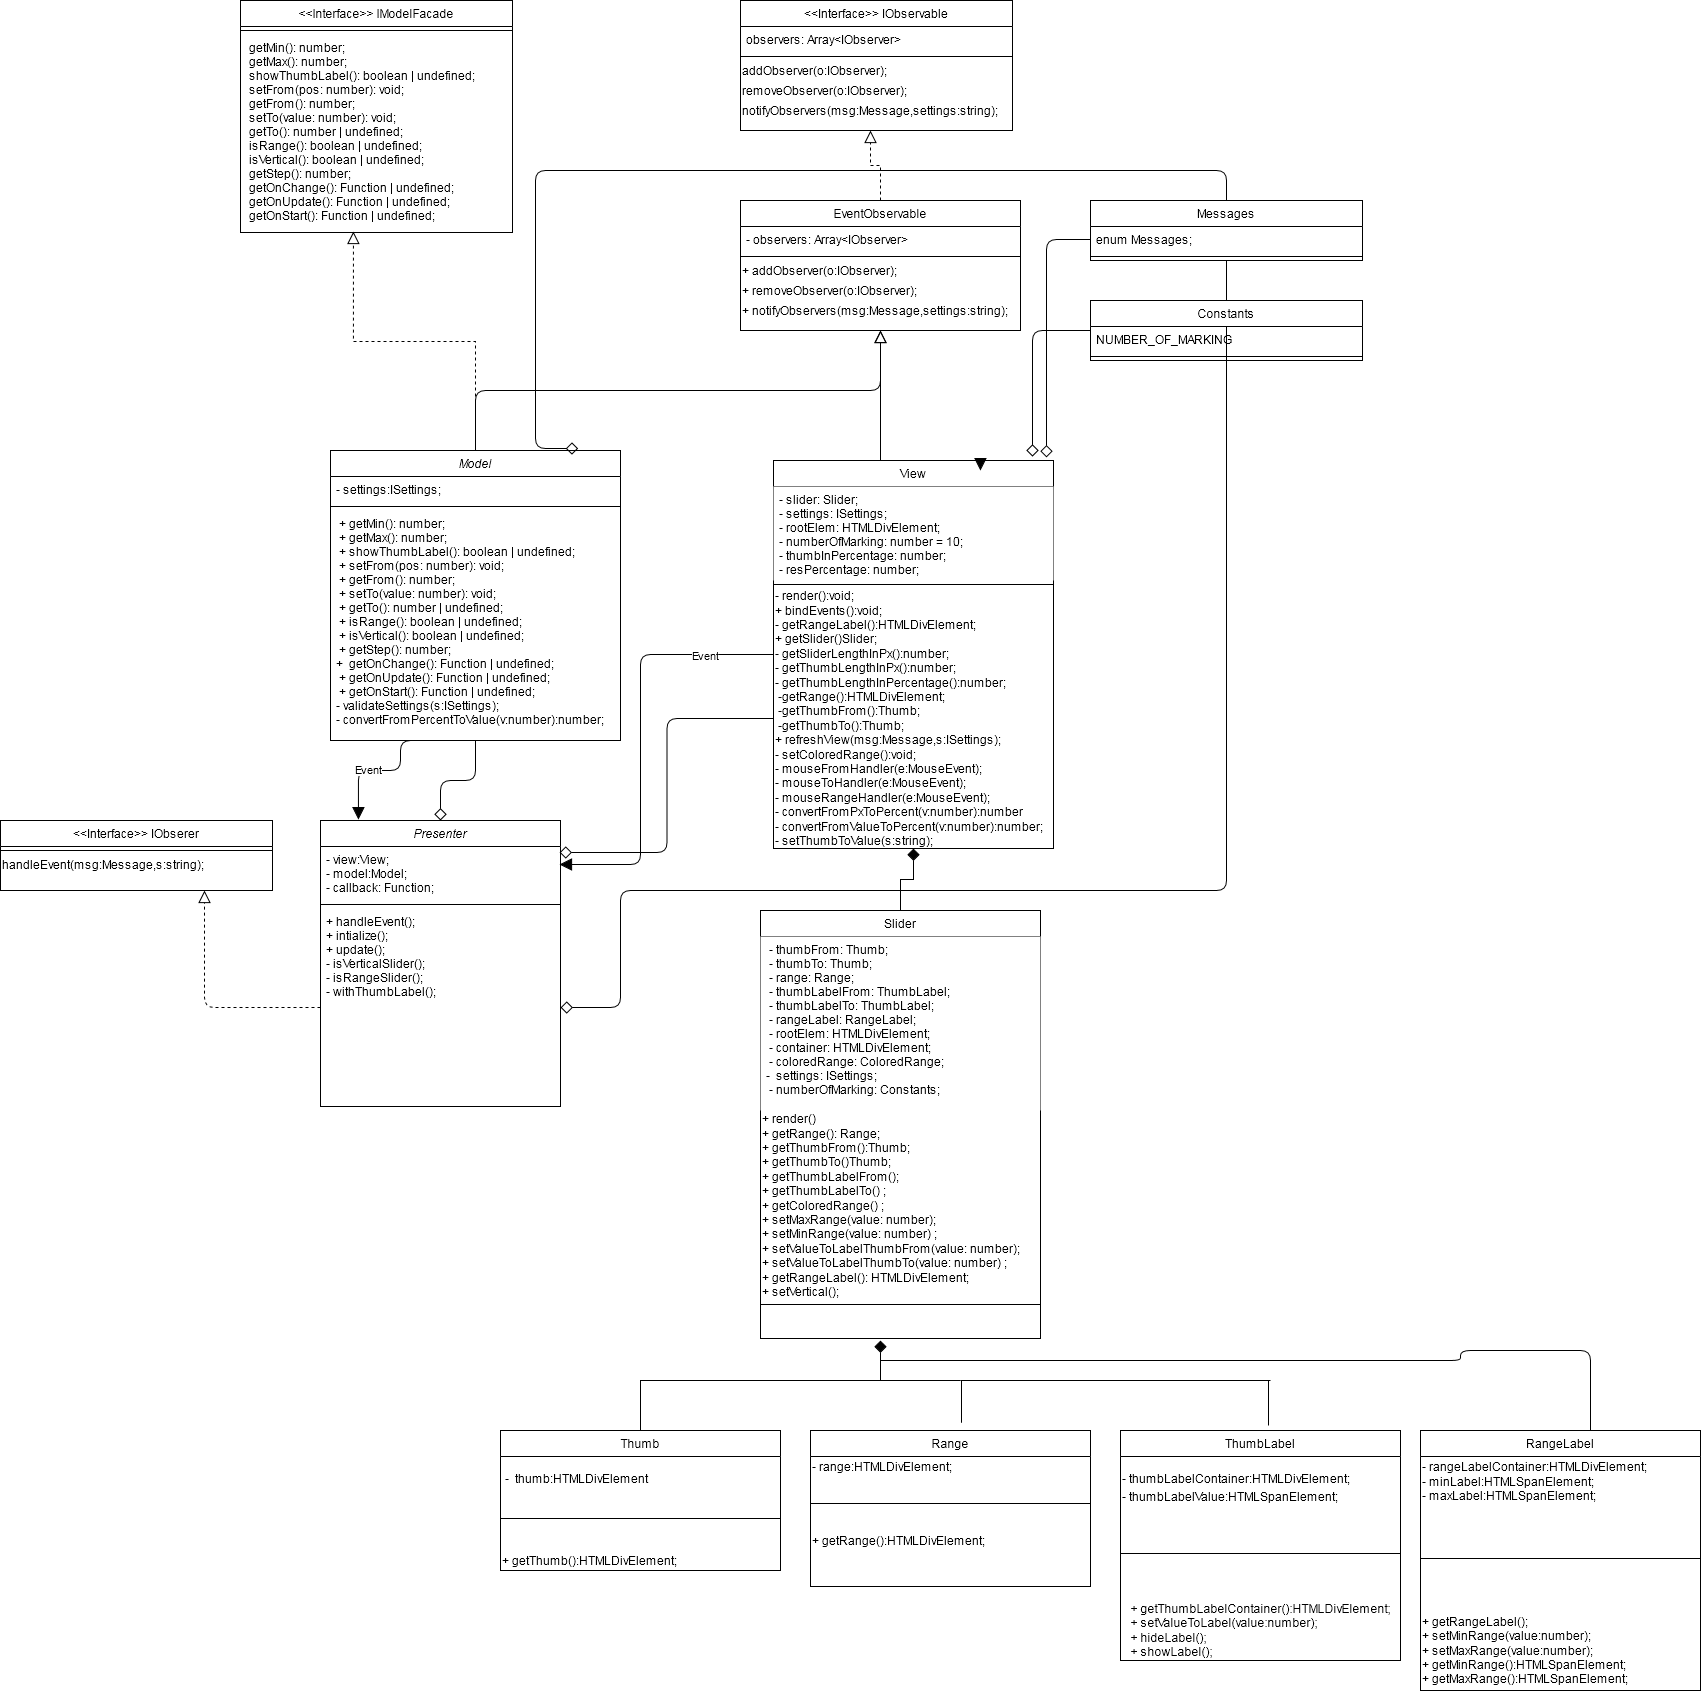 <<Interface>> IModelFacade
getMin(): number;
getMax(): number;
showThumbLabel(): boolean | undefined;
setFrom(pos: number): void;
getFrom(): number;
setTo(value: number): void;
getTo(): number | undefined;
isRange(): boolean | undefined;
isVertical(): boolean | undefined;
getStep(): number;
getOnChange(): Function | undefined;
getOnUpdate(): Function | undefined;
getOnStart(): Function | undefined;
<<Interface>> IObservable
observers: Array<IObserver>
addObserver(o:IObserver);
removeObserver(o:IObserver);
notifyObservers(msg:Message,settings:string);
EventObservable
- observers: Array<IObserver>
+ addObserver(o:IObserver);
+ removeObserver(o:IObserver);
+ notifyObservers(msg:Message,settings:string);
Messages
enum Messages;
Constants
NUMBER_OF_MARKING
Model
- settings:ISettings;
+ getMin(): number;
+ getMax(): number;
+ showThumbLabel(): boolean | undefined;
+ setFrom(pos: number): void;
+ getFrom(): number;
+ setTo(value: number): void;
+ getTo(): number | undefined;
+ isRange(): boolean | undefined;
+ isVertical(): boolean | undefined;
+ getStep(): number;
+ getOnChange(): Function | undefined;
+ getOnUpdate(): Function | undefined;
+ getOnStart(): Function | undefined;
- validateSettings(s:ISettings);
- convertFromPercentToValue(v:number):number;
View
- slider: Slider;
- settings: ISettings;
- rootElem: HTMLDivElement;
- numberOfMarking: number = 10;
- thumbInPercentage: number;
- resPercentage: number;
- render():void;
+ bindEvents():void;
- getRangeLabel():HTMLDivElement;
+ getSlider()Slider;
- getSliderLengthInPx():number;
- getThumbLengthInPx():number;
- getThumbLengthInPercentage():number;
-getRange():HTMLDivElement;
-getThumbFrom():Thumb;
-getThumbTo():Thumb;
+ refreshView(msg:Message,s:ISettings);
- setColoredRange():void;
- mouseFromHandler(e:MouseEvent);
- mouseToHandler(e:MouseEvent);
- mouseRangeHandler(e:MouseEvent);
- convertFromPxToPercent(v:number):number
- convertFromValueToPercent(v:number):number;
- setThumbToValue(s:string);
Event
Event
<<Interface>> IObserer
handleEvent(msg:Message,s:string);
Presenter
- view:View;
- model:Model;
- callback: Function;
+ handleEvent();
+ intialize();
+ update();
- isVerticalSlider();
- isRangeSlider();
- withThumbLabel();
Slider
- thumbFrom: Thumb;
- thumbTo: Thumb;
- range: Range;
- thumbLabelFrom: ThumbLabel;
- thumbLabelTo: ThumbLabel;
- rangeLabel: RangeLabel;
- rootElem: HTMLDivElement;
- container: HTMLDivElement;
- coloredRange: ColoredRange;
- settings: ISettings;
- numberOfMarking: Constants;
+ render()
+ getRange(): Range;
+ getThumbFrom():Thumb;
+ getThumbTo()Thumb;
+ getThumbLabelFrom();
+ getThumbLabelTo() ;
+ getColoredRange() ;
+ setMaxRange(value: number);
+ setMinRange(value: number) ;
+ setValueToLabelThumbFrom(value: number);
+ setValueToLabelThumbTo(value: number) ;
+ getRangeLabel(): HTMLDivElement;
+ setVertical();
Thumb
- thumb:HTMLDivElement
+ getThumb():HTMLDivElement;
Range
- range:HTMLDivElement;
+ getRange():HTMLDivElement;
ThumbLabel
- thumbLabelContainer:HTMLDivElement;
- thumbLabelValue:HTMLSpanElement;
+ getThumbLabelContainer():HTMLDivElement;
+ setValueToLabel(value:number);
+ hideLabel();
+ showLabel();
RangeLabel
- rangeLabelContainer:HTMLDivElement;
- minLabel:HTMLSpanElement;
- maxLabel:HTMLSpanElement;
+ getRangeLabel();
+ setMinRange(value:number);
+ setMaxRange(value:number);
+ getMinRange():HTMLSpanElement;
+ getMaxRange():HTMLSpanElement;